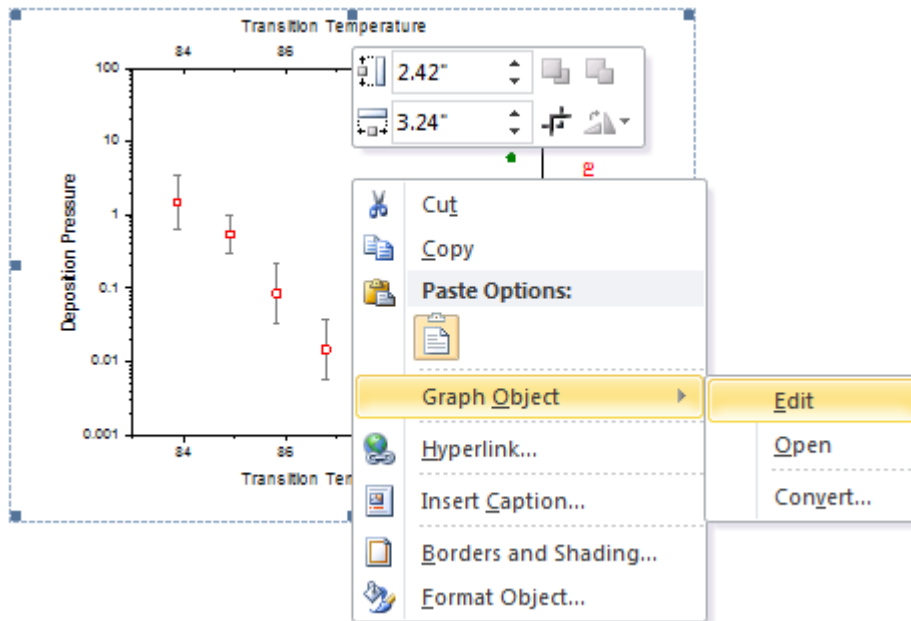 Transition Temperature
84 86
100
10
1
0.1
0.01
0.001
Deposition Pressure
84 86
Transition Ter
2.42"
3.24"
Cut
Copy
Paste Options:
Graph Object
Hyperlink...
Insert Caption...
Borders and Shading...
Format Object...
Edit
Open
Convert...